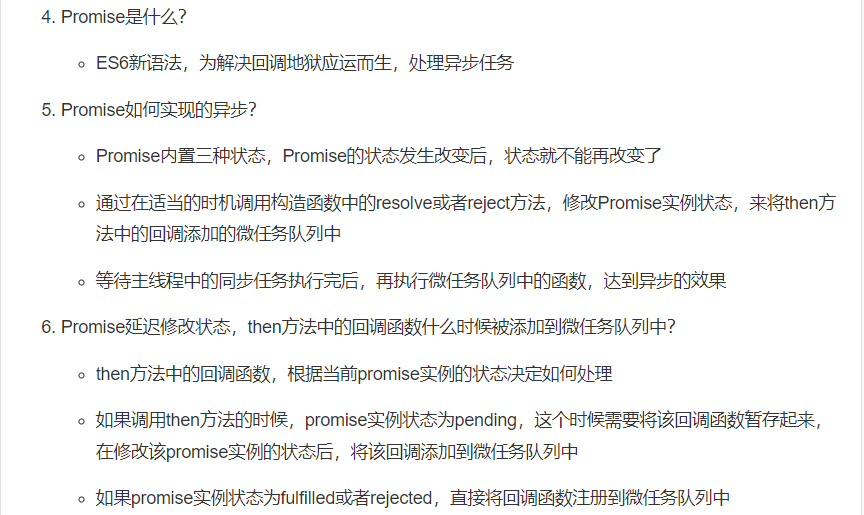 4. Promise是什么？
ES6新语法，为解决回调地狱应运而生，处理异步任务
5. Promise如何实现的异步？
Promise内置三种状态，Promise的状态发生改变后，状态就不能再改变了
通过在适当的时机调用构造函数中的resolve或者reject方法，修改Promise实例状态，来将then方
法中的回调添加的微任务队列中
等待主线程中的同步任务执行完后，再执行微任务队列中的函数，达到异步的效果
6. Promise延迟修改状态，then方法中的回调函数什么时候被添加到微任务队列中？
then方法中的回调函数，根据当前promise实例的状态决定如何处理
如果调用then方法的时候，promise实例状态为pending，这个时候需要将该回调函数暂存起来，
在修改该promise实例的状态后，将该回调添加到微任务队列中
如果promise实例状态为fulfilled或者rejected，直接将回调函数注册到微任务队列中